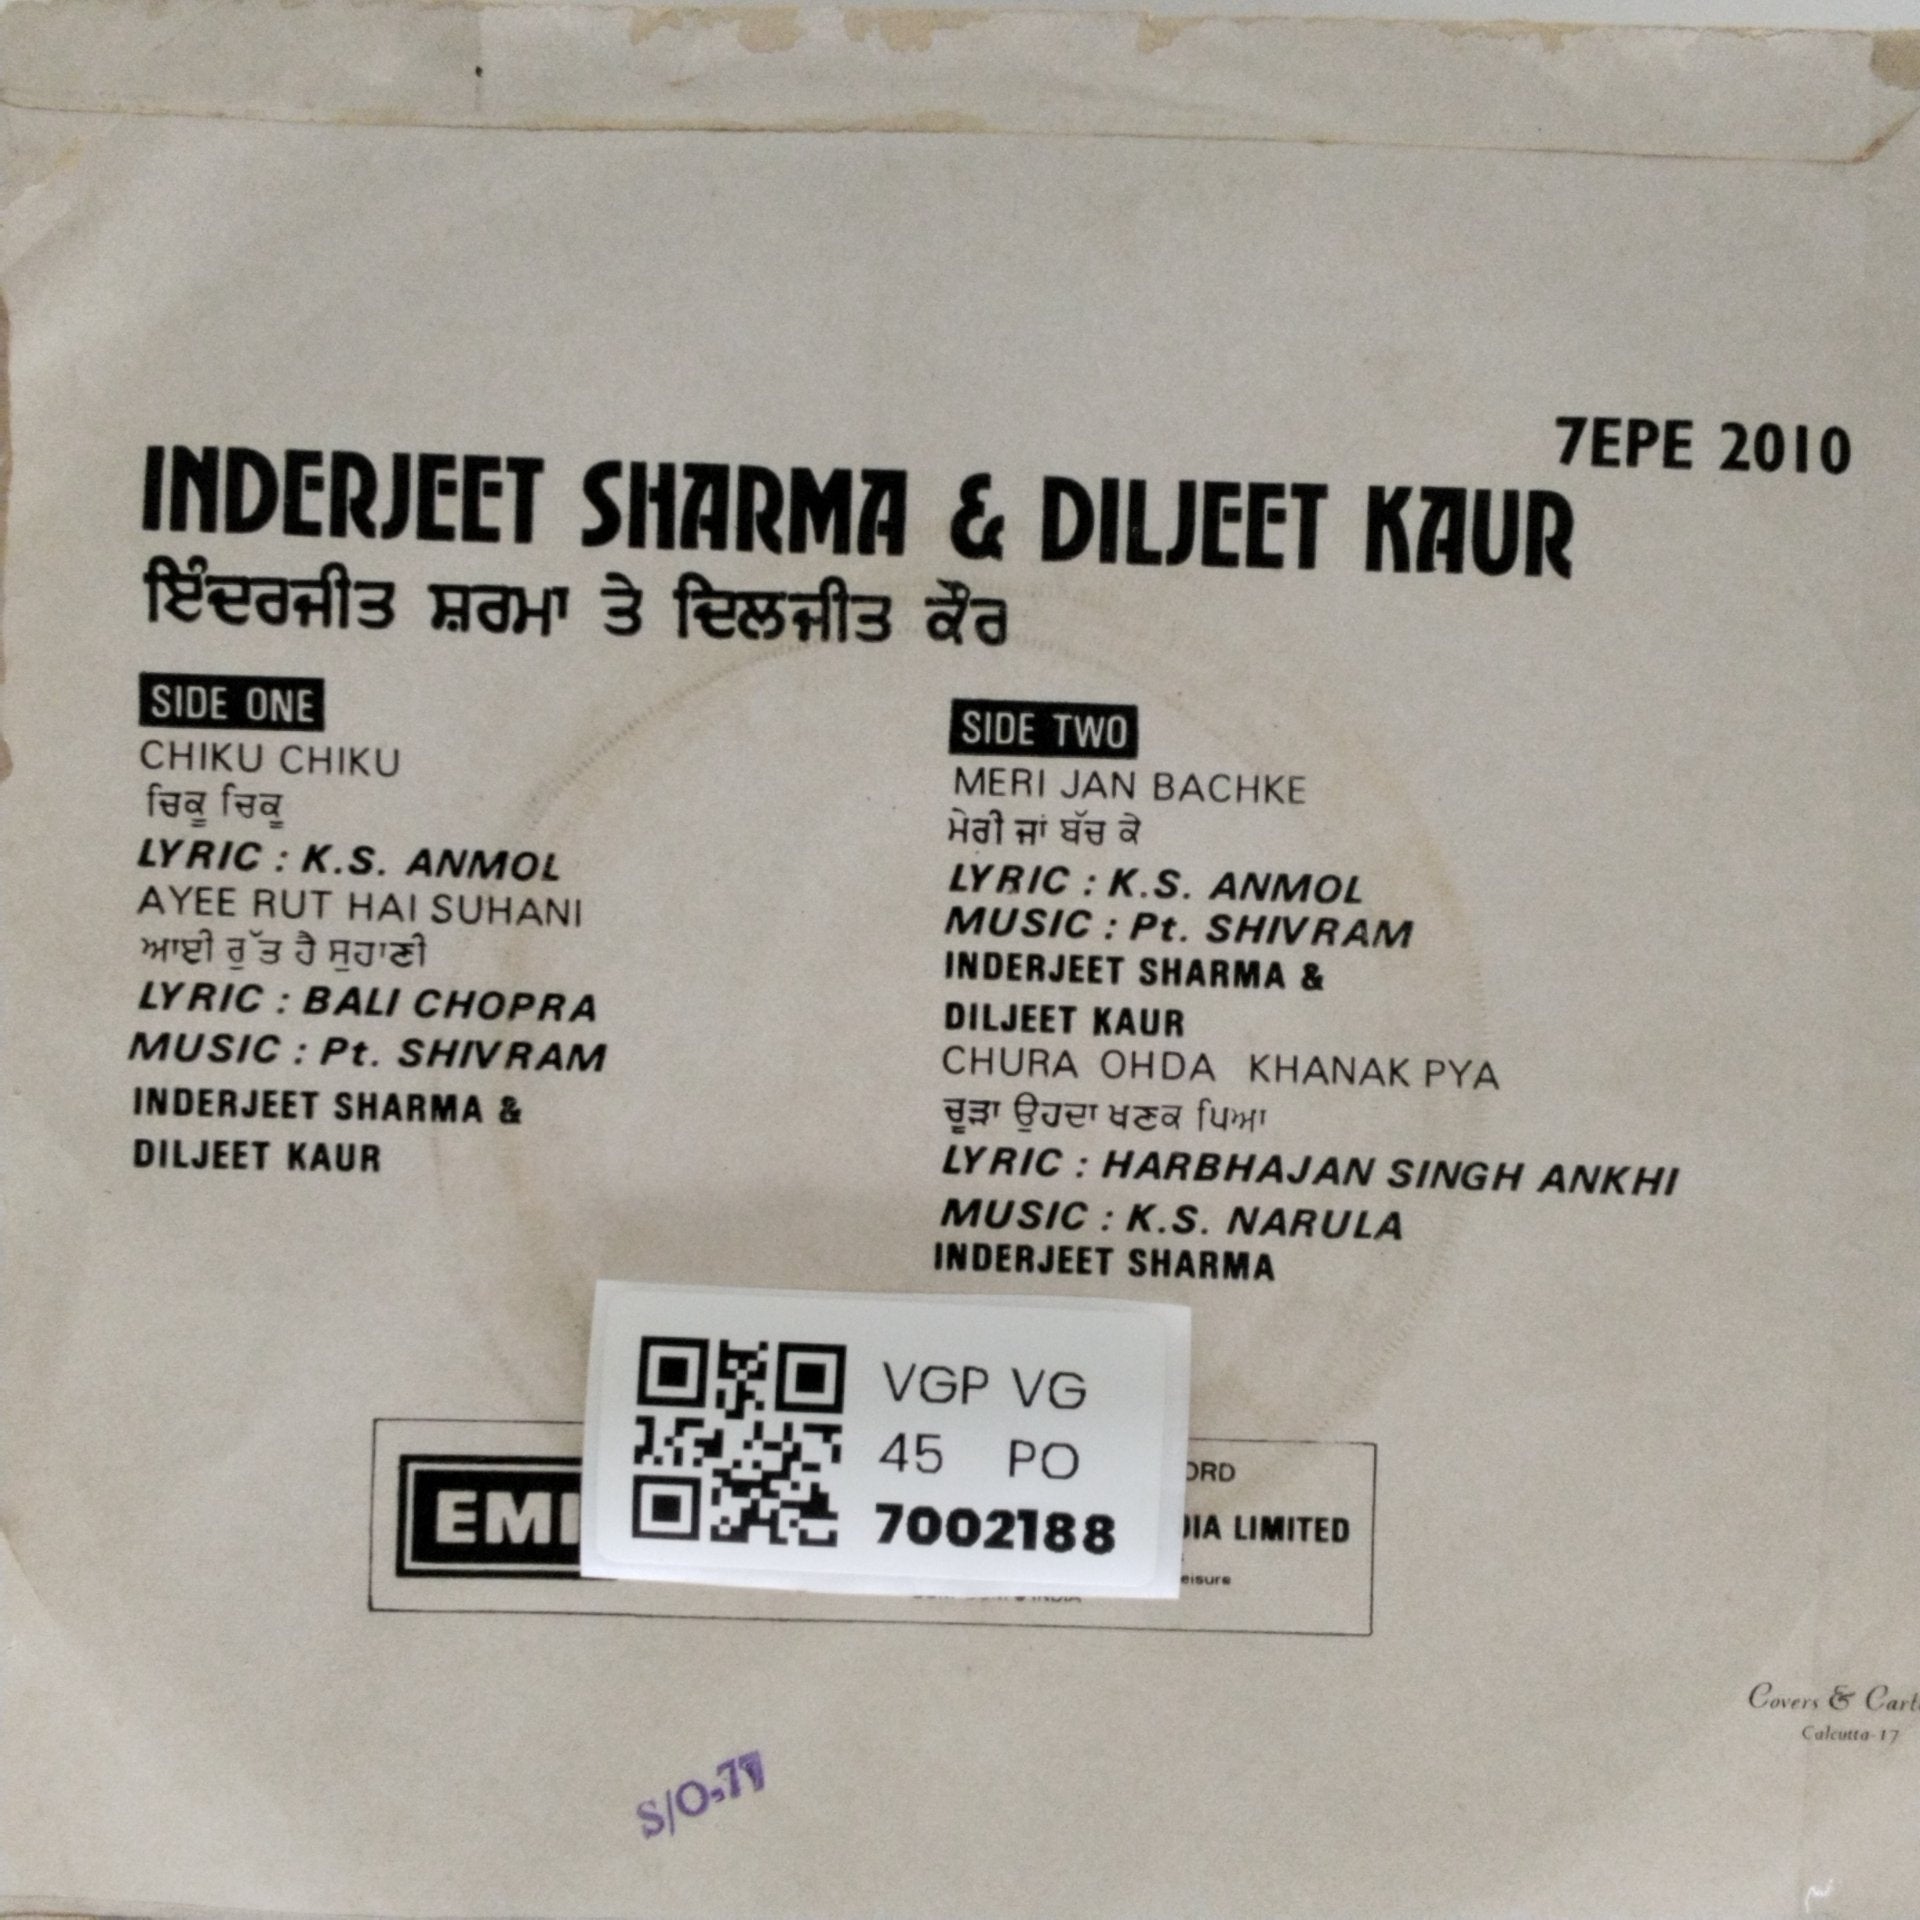 7EPE 2010
INDERJEET SHARMA & DILJEET KAUR
ਇੰਦਰਜੀਤ ਸ਼ਰਮਾ ਤੇ ਦਿਲਜੀਤ ਕੌਰ
SIDE ONE
CHIKU CHIKU
ਚਿਕੂ ਚਿਕੂ
LYRIC : K.S. ANMOL
AYEE RUT HAI SUHANI
ਆਈ ਰੁੱਤ ਹੈ ਸੁਹਾਣੀ
LYRIC : BALI CHOPRA
MUSIC : Pt. SHIVRAM
INDERJEET SHARMA &
DILJEET KAUR
SIDE TWO
MERI JAN BACHKE
ਮੇਰੀ ਜਾਂ ਬੱਚ ਕੇ
LYRIC : K.S. ANMOL
MUSIC : Pt. SHIVRAM
INDERJEET SHARMA &
DILJEET KAUR
CHURA OHDA KHANAK PYA
ਚੂੜਾ ਉਹਦਾ ਖਣਕ ਪਿਆ
LYRIC : HARBHAJAN SINGH ANKHI
MUSIC : K.S. NARULA
INDERJEET SHARMA
VGP VG
45 PO
7002188
EMI
LIMITED
Covers &
Calcutta-17